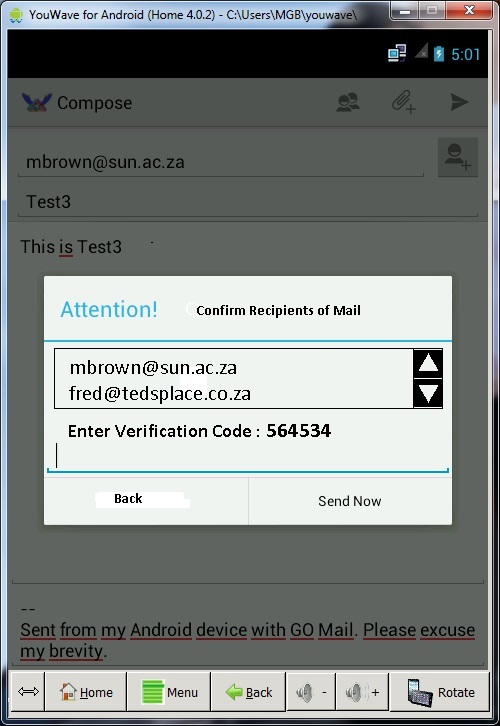 YouWave for Android (Home 4.0.2) - C:\Users\MGB\youwave\
5:01
Compose
mbrown@sun.ac.za
Test3
This is Test3
Attention! Confirm Recipients of Mail
mbrown@sun.ac.za
fred@tedsplace.co.za
Enter Verification Code : 564534
Back Send Now
--
Sent from my Android device with GO Mail. Please excuse
my brevity.
Home Menu Back - + Rotate